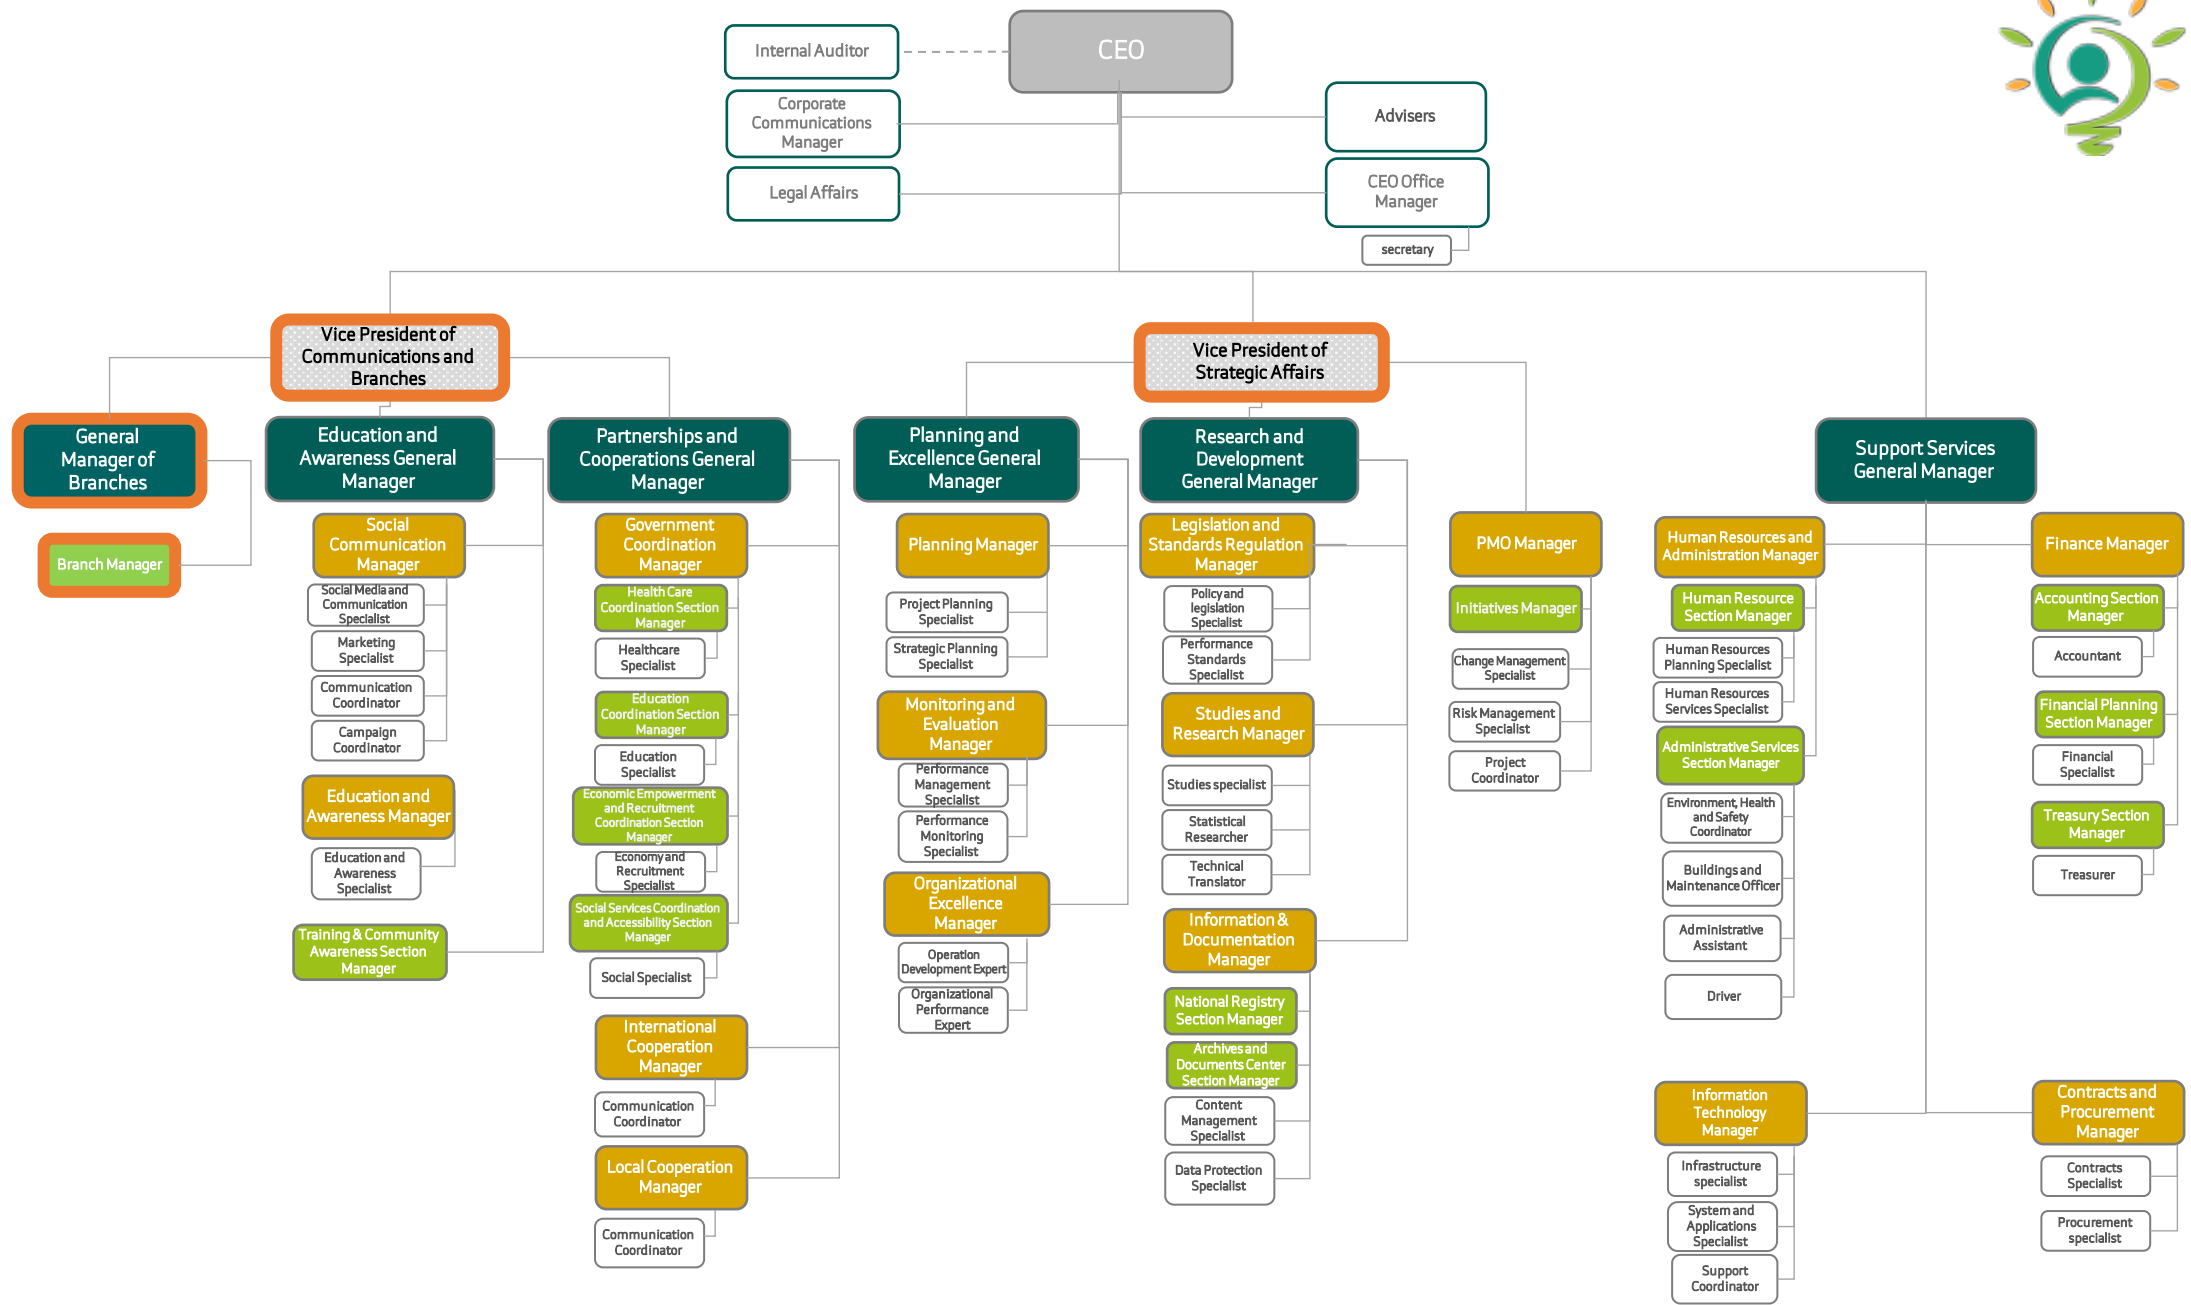 Internal Auditor
CEO
Corporate
Communications
Manager
Advisers
Legal Affairs
CEO Office
Manager
secretary
Vice President of
Communications and
Branches
Vice President of
Strategic Affairs
General
Manager of
Branches
Branch Manager
Education and
Awareness General
Manager
Social
Communication
Manager
Social Media and
Communication
Specialist
Marketing
Specialist
Communication
Coordinator
Campaign
Coordinator
Education and
Awareness Manager
Education and
Awareness
Specialist
Training & Community
Awareness Section
Manager
Partnerships and
Cooperations General
Manager
Government
Coordination
Manager
Health Care
Coordination Section
Manager
Healthcare
Specialist
Education
Coordination Section
Manager
Education
Specialist
Economic Empowerment
and Recruitment
Coordination Section
Manager
Economy and
Recruitment
Specialist
Social Services Coordination
and Accessibility Section
Manager
Social Specialist
International
Cooperation
Manager
Communication
Coordinator
Local Cooperation
Manager
Communication
Coordinator
Planning and
Excellence General
Manager
Planning Manager
Project Planning
Specialist
Strategic Planning
Specialist
Monitoring and
Evaluation
Manager
Performance
Management
Specialist
Performance
Monitoring
Specialist
Organizational
Excellence
Manager
Operation
Development Expert
Organizational
Performance
Expert
Research and
Development
General Manager
Legislation and
Standards Regulation
Manager
Policy and
legislation
Specialist
Performance
Standards
Specialist
Studies and
Research Manager
Studies specialist
Statistical
Researcher
Technical
Translator
Information &
Documentation
Manager
National Registry
Section Manager
Archives and
Documents Center
Section Manager
Content
Management
Specialist
Data Protection
Specialist
PMO Manager
Initiatives Manager
Change Management
Specialist
Risk Management
Specialist
Project
Coordinator
Support Services
General Manager
Human Resources and
Administration Manager
Human Resource
Section Manager
Human Resources
Planning Specialist
Human Resources
Services Specialist
Administrative Services
Section Manager
Environment, Health
and Safety
Coordinator
Buildings and
Maintenance Officer
Administrative
Assistant
Driver
Information
Technology
Manager
Infrastructure
specialist
System and
Applications
Specialist
Support
Coordinator
Finance Manager
Accounting Section
Manager
Accountant
Financial Planning
Section Manager
Financial
Specialist
Treasury Section
Manager
Treasurer
Contracts and
Procurement
Manager
Contracts
Specialist
Procurement
specialist